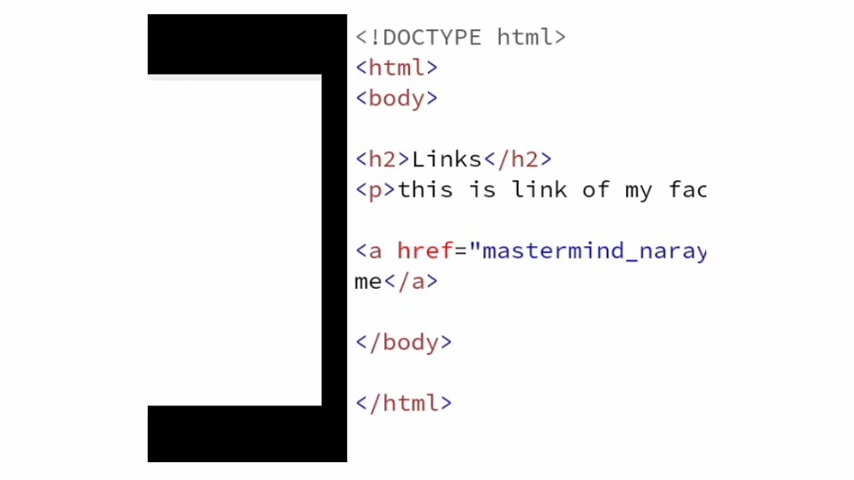 <!DOCTYPE html>
<html>
<body>
<h2>Links</h2>
<p>this is link of my fac
<a href="mastermind_naray
me</a>
</body>
</html>